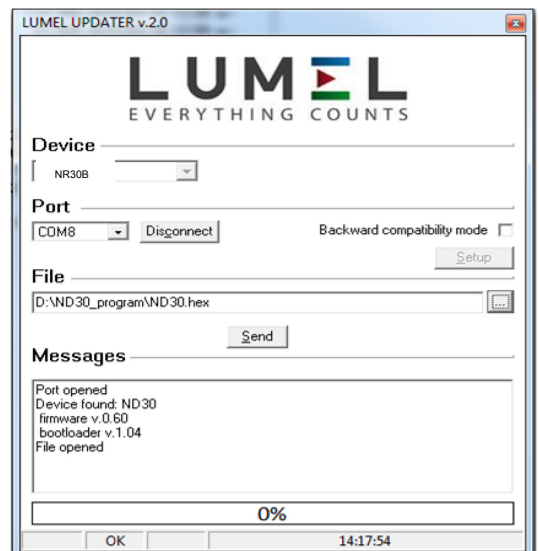 LUMEL UPDATER v.2.0
LUMEL
EVERYTHING COUNTS
Device
NR30B
Port
COM8 Disconnect Backward compatibility mode
Setup
File
D:\ND30_program\ND30.hex ...
Send
Messages
Port opened
Device found: ND30
firmware v.0.60
bootloader v.1.04
File opened
0%
OK 14:17:54